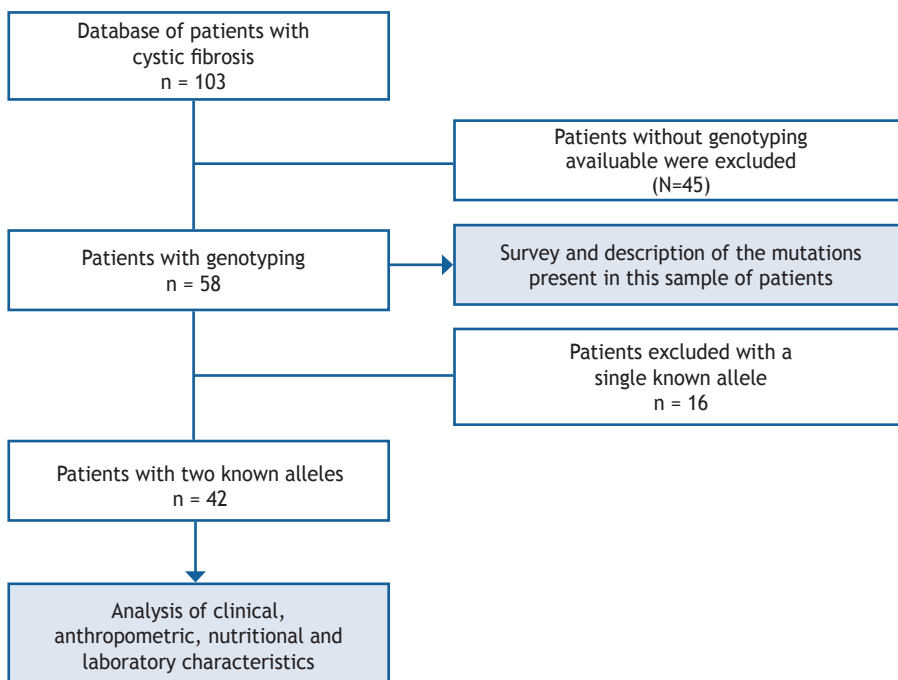 Database of patients with
cystic fibrosis
n = 103
Patients without genotyping
availuable were excluded
(N=45)
Patients with genotyping
n = 58
Survey and description of the mutations
present in this sample of patients
Patients excluded with a
single known allele
n = 16
Patients with two known alleles
n = 42
Analysis of clinical,
anthropometric, nutritional and
laboratory characteristics